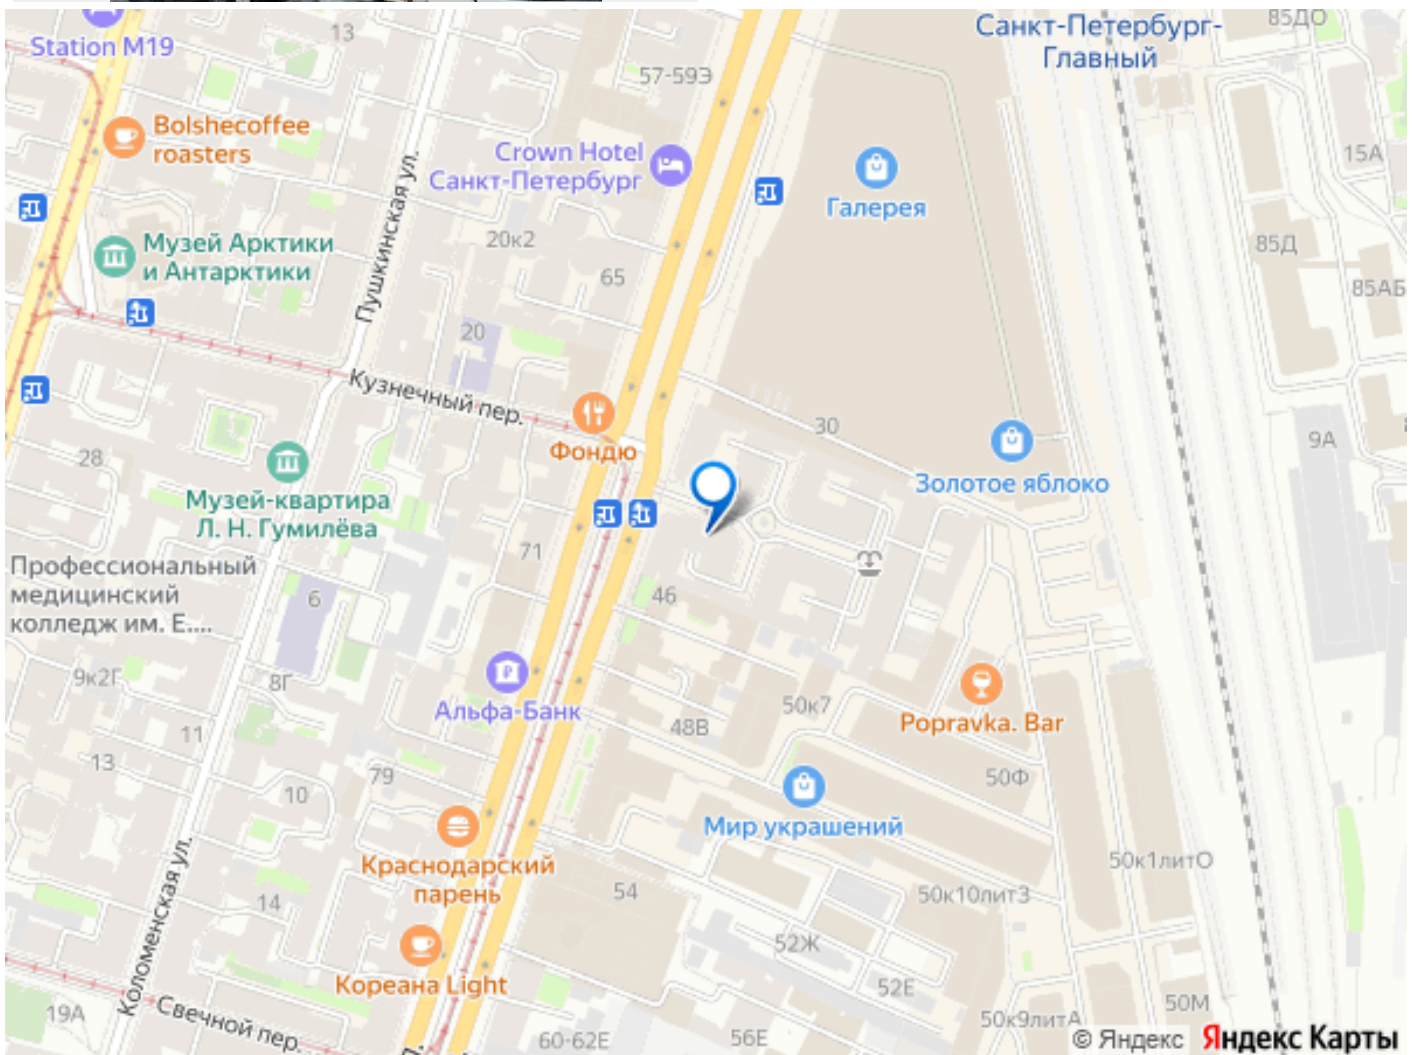 Санкт-Петербург-
Главный
85ДО
Station M19
13
57-59Э
Bolshecoffee
roasters
Crown Hotel
Санкт-Петербург
15А
Галерея
Пушкинская ул.
Музей Арктики
и Антарктики
20к2
65
85Д
85АБ
20
Кузнечный пер.
Фондю
30
9А
28
Золотое яблоко
Музей-квартира
Л. Н. Гумилёва
71
Профессиональный
медицинский
колледж им. Е....
6
46
9к2Г
8Г
Альфа-Банк
50к7
Popravka. Bar
48В
11
13
79
10
50Ф
Мир украшений
Краснодарский
парень
50к1литО
54
50к10литЗ
14
Коломенская ул.
52Ж
Кореана Light
52Е
19А
Свечной пер.
60-62Е
56Е
50к9литА
50М
© Яндекс Яндекс Карты